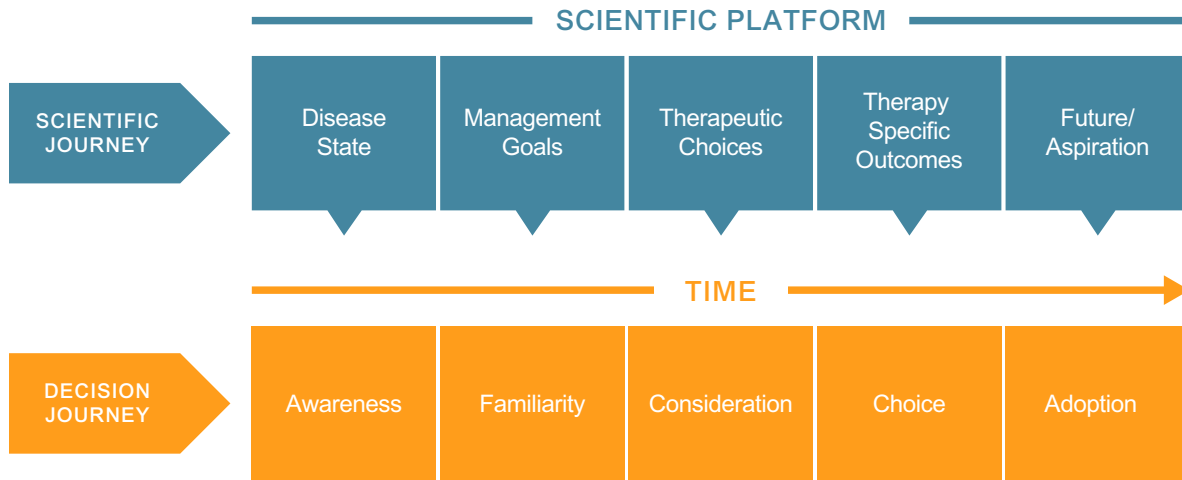 SCIENTIFIC PLATFORM
SCIENTIFIC
JOURNEY
Disease
State
Management
Goals
Therapeutic
Choices
Therapy
Specific
Outcomes
Future/
Aspiration
TIME
DECISION
JOURNEY
Awareness
Familiarity
Consideration
Choice
Adoption